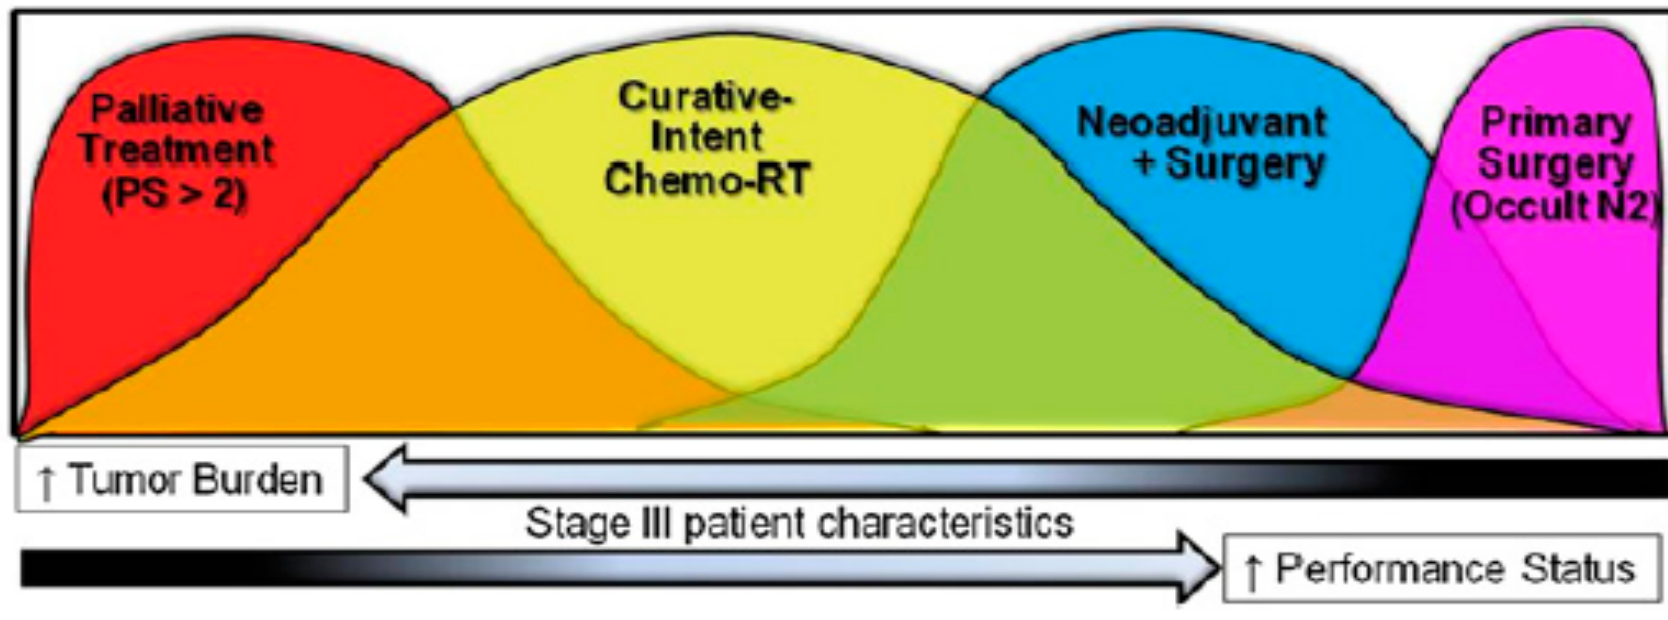 Palliative
Treatment
(PS > 2)
Curative-
Intent
Chemo-RT
Neoadjuvant
+ Surgery
Primary
Surgery
(Occult N2)
↑ Tumor Burden
Stage III patient characteristics
↑ Performance Status